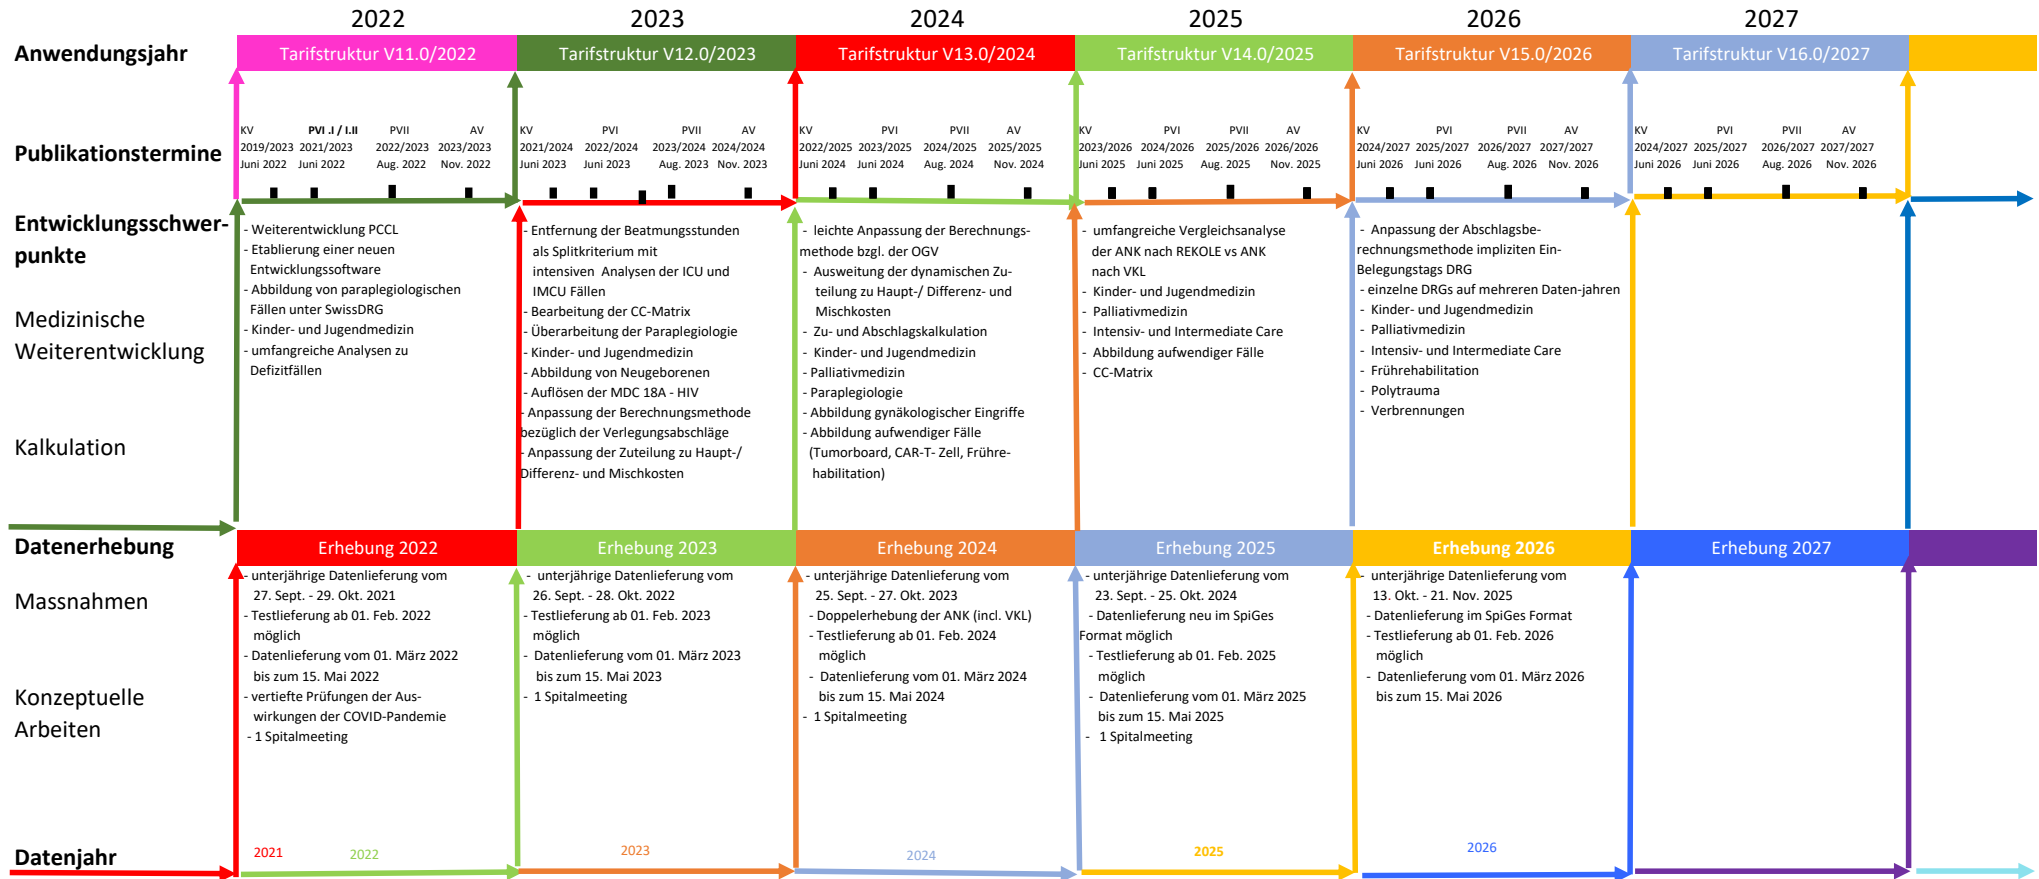 2022
2023
2024
2025
2026
2027
Anwendungsjahr
Tarifstruktur V11.0/2022
Tarifstruktur V12.0/2023
Tarifstruktur V13.0/2024
Tarifstruktur V14.0/2025
Tarifstruktur V15.0/2026
Tarifstruktur V16.0/2027
Publikationstermine
KV
2019/2023
Juni 2022
PVI .I / I.II
2021/2023
Juni 2022
PVII
2022/2023
Aug. 2022
AV
2023/2023
Nov. 2022
KV
2021/2024
Juni 2023
PVI
2022/2024
Juni 2023
PVII
2023/2024
Aug. 2023
AV
2024/2024
Nov. 2023
KV
2022/2025
Juni 2024
PVI
2023/2025
Juni 2024
PVII
2024/2025
Aug. 2024
AV
2025/2025
Nov. 2024
KV
2023/2026
Juni 2025
PVI
2024/2026
Juni 2025
PVII
2025/2026
Aug. 2025
AV
2026/2026
Nov. 2025
KV
2024/2027
Juni 2026
PVI
2025/2027
Juni 2026
PVII
2026/2027
Aug. 2026
AV
2027/2027
Nov. 2026
KV
2024/2027
Juni 2026
PVI
2025/2027
Juni 2026
PVII
2026/2027
Aug. 2026
AV
2027/2027
Nov. 2026
Entwicklungsschwer-
punkte
Medizinische
Weiterentwicklung
Kalkulation
- Weiterentwicklung PCCL
- Etablierung einer neuen
Entwicklungssoftware
- Abbildung von paraplegiologischen
Fällen unter SwissDRG
- Kinder- und Jugendmedizin
- umfangreiche Analysen zu
Defizitfällen
- Entfernung der Beatmungsstunden
als Splitkriterium mit
intensiven Analysen der ICU und
IMCU Fällen
- Bearbeitung der CC-Matrix
- Überarbeitung der Paraplegiologie
- Kinder- und Jugendmedizin
- Abbildung von Neugeborenen
- Auflösen der MDC 18A - HIV
- Anpassung der Berechnungsmethode
bezüglich der Verlegungsabschläge
- Anpassung der Zuteilung zu Haupt-/
Differenz- und Mischkosten
- leichte Anpassung der Berechnungs-
methode bzgl. der OGV
- Ausweitung der dynamischen Zu-
teilung zu Haupt-/ Differenz- und
Mischkosten
- Zu- und Abschlagskalkulation
- Kinder- und Jugendmedizin
- Palliativmedizin
- Paraplegiologie
- Abbildung gynäkologischer Eingriffe
- Abbildung aufwendiger Fälle
(Tumorboard, CAR-T- Zell, Frühre-
habilitation)
- umfangreiche Vergleichsanalyse
der ANK nach REKOLE vs ANK
nach VKL
- Kinder- und Jugendmedizin
- Palliativmedizin
- Intensiv- und Intermediate Care
- Abbildung aufwendiger Fälle
- CC-Matrix
- Anpassung der Abschlagsbe-
rechnungsmethode impliziten Ein-
Belegungstags DRG
- einzelne DRGs auf mehreren Daten-jahren
- Kinder- und Jugendmedizin
- Palliativmedizin
- Intensiv- und Intermediate Care
- Frührehabilitation
- Polytrauma
- Verbrennungen
Datenerhebung
Erhebung 2022
Erhebung 2023
Erhebung 2024
Erhebung 2025
Erhebung 2026
Erhebung 2027
Massnahmen
Konzeptuelle
Arbeiten
- unterjährige Datenlieferung vom
27. Sept. - 29. Okt. 2021
- Testlieferung ab 01. Feb. 2022
möglich
- Datenlieferung vom 01. März 2022
bis zum 15. Mai 2022
- vertiefte Prüfungen der Aus-
wirkungen der COVID-Pandemie
- 1 Spitalmeeting
- unterjährige Datenlieferung vom
26. Sept. - 28. Okt. 2022
- Testlieferung ab 01. Feb. 2023
möglich
- Datenlieferung vom 01. März 2023
bis zum 15. Mai 2023
- 1 Spitalmeeting
- unterjährige Datenlieferung vom
25. Sept. - 27. Okt. 2023
- Doppelerhebung der ANK (incl. VKL)
- Testlieferung ab 01. Feb. 2024
möglich
- Datenlieferung vom 01. März 2024
bis zum 15. Mai 2024
- 1 Spitalmeeting
- unterjährige Datenlieferung vom
23. Sept. - 25. Okt. 2024
- Datenlieferung neu im SpiGes
Format möglich
- Testlieferung ab 01. Feb. 2025
möglich
- Datenlieferung vom 01. März 2025
bis zum 15. Mai 2025
- 1 Spitalmeeting
- unterjährige Datenlieferung vom
13. Okt. - 21. Nov. 2025
- Datenlieferung im SpiGes Format
- Testlieferung ab 01. Feb. 2026
möglich
- Datenlieferung vom 01. März 2026
bis zum 15. Mai 2026
Datenjahr
2021
2022
2023
2024
2025
2026